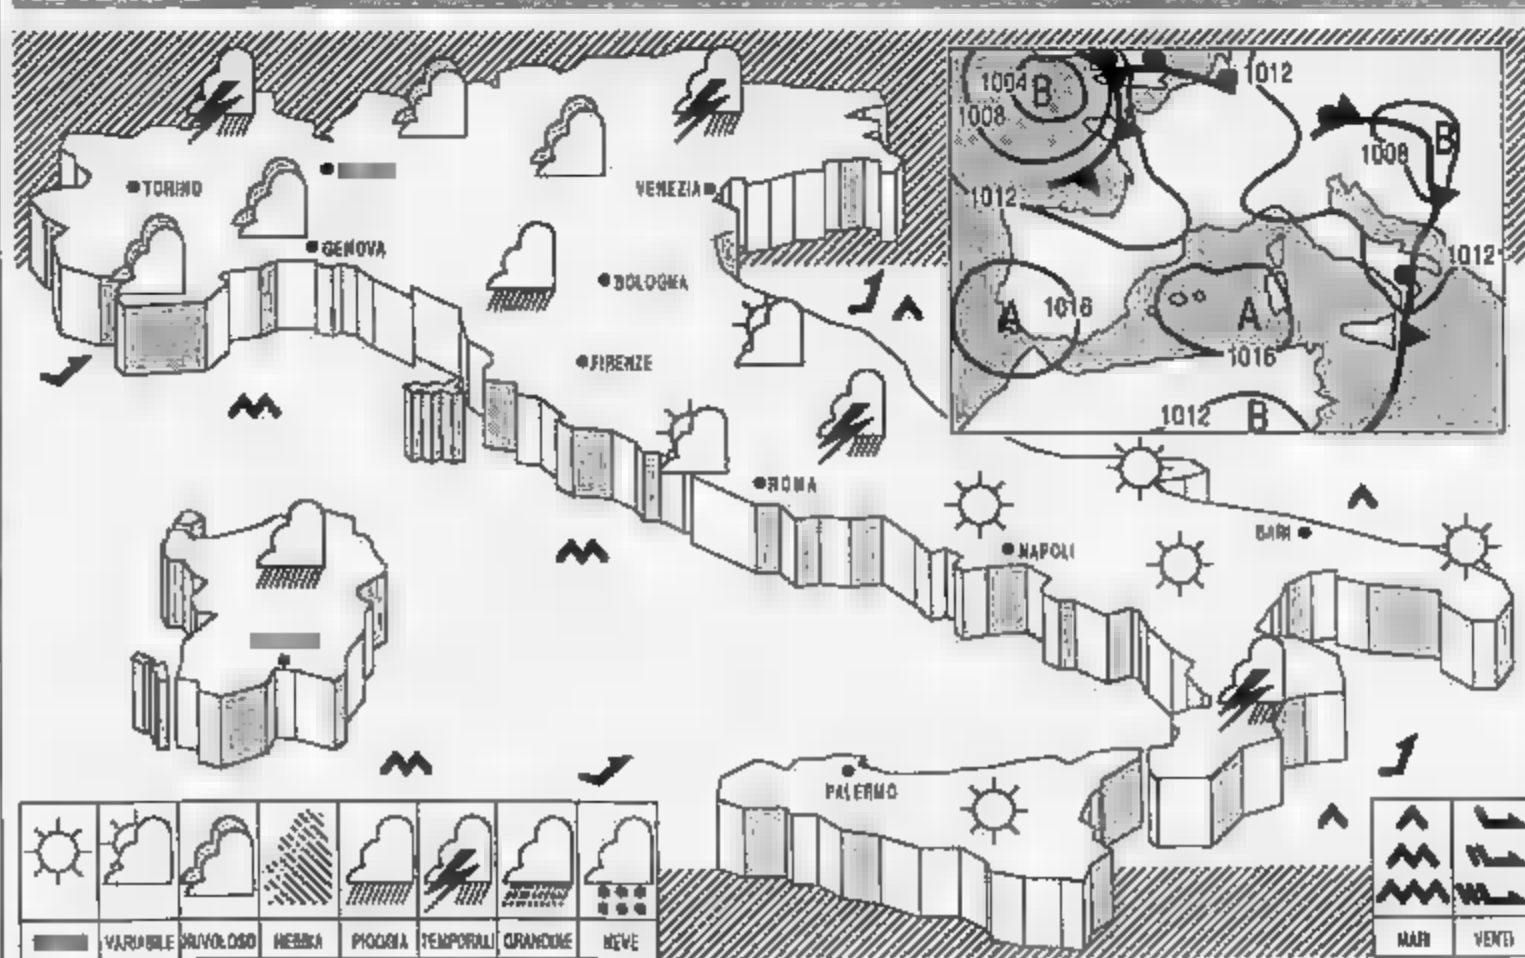 1004 B
1012
1008
B
1008
1012
1012
A
1016
A
1016
1012
B
TORINO
VENEZIA
GENOVA
BOLOGNA
FIRENZE
ROMA
NAPOLI
BARI
PALERMO
VARIABILE NUVOLOSO NEBBIA PIOGGIA TEMPORALI GRANDINE NEVE
MARI VENTI